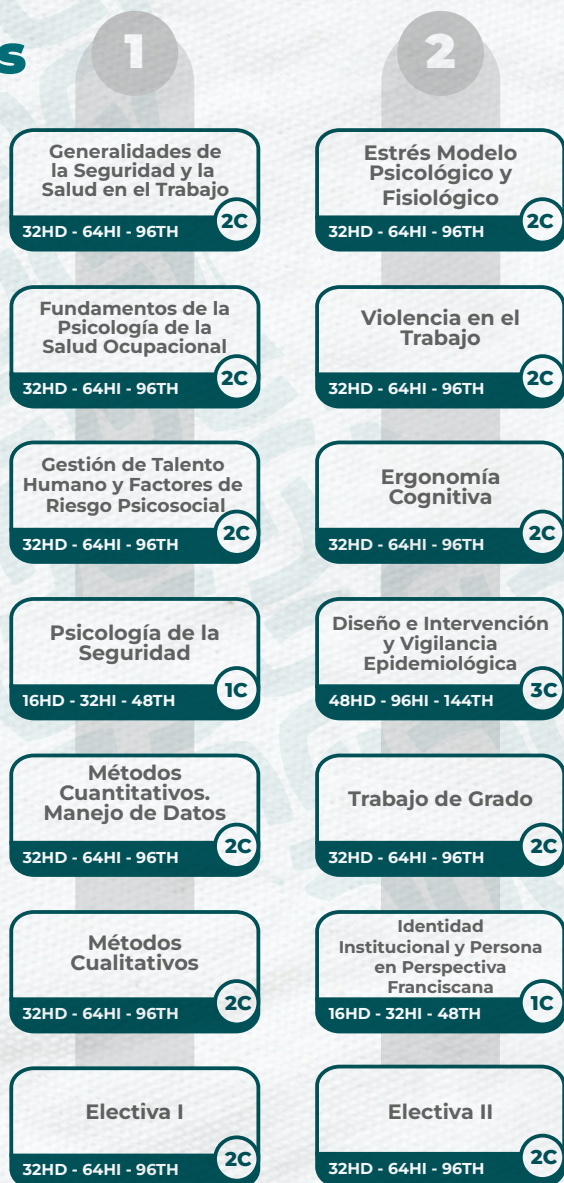 s
1
Generalidades de
la Seguridad y la
Salud en el Trabajo
2C
32HD - 64HI - 96TH
Fundamentos de la
Psicología de la
Salud Ocupacional
2C
32HD - 64HI - 96TH
Gestión de Talento
Humano y Factores de
Riesgo Psicosocial
2C
32HD - 64HI - 96TH
Psicología de la
Seguridad
1C
16HD - 32HI - 48TH
Métodos
Cuantitativos.
Manejo de Datos
2C
32HD - 64HI - 96TH
Métodos
Cualitativos
2C
32HD - 64HI - 96TH
Electiva I
2C
32HD - 64HI - 96TH
2
Estrés Modelo
Psicológico y
Fisiológico
2C
32HD - 64HI - 96TH
Violencia en el
Trabajo
2C
32HD - 64HI - 96TH
Ergonomía
Cognitiva
2C
32HD - 64HI - 96TH
Diseño e Intervención
y Vigilancia
Epidemiológica
3C
48HD - 96HI - 144TH
Trabajo de Grado
2C
32HD - 64HI - 96TH
Identidad
Institucional y Persona
en Perspectiva
Franciscana
1C
16HD - 32HI - 48TH
Electiva II
2C
32HD - 64HI - 96TH